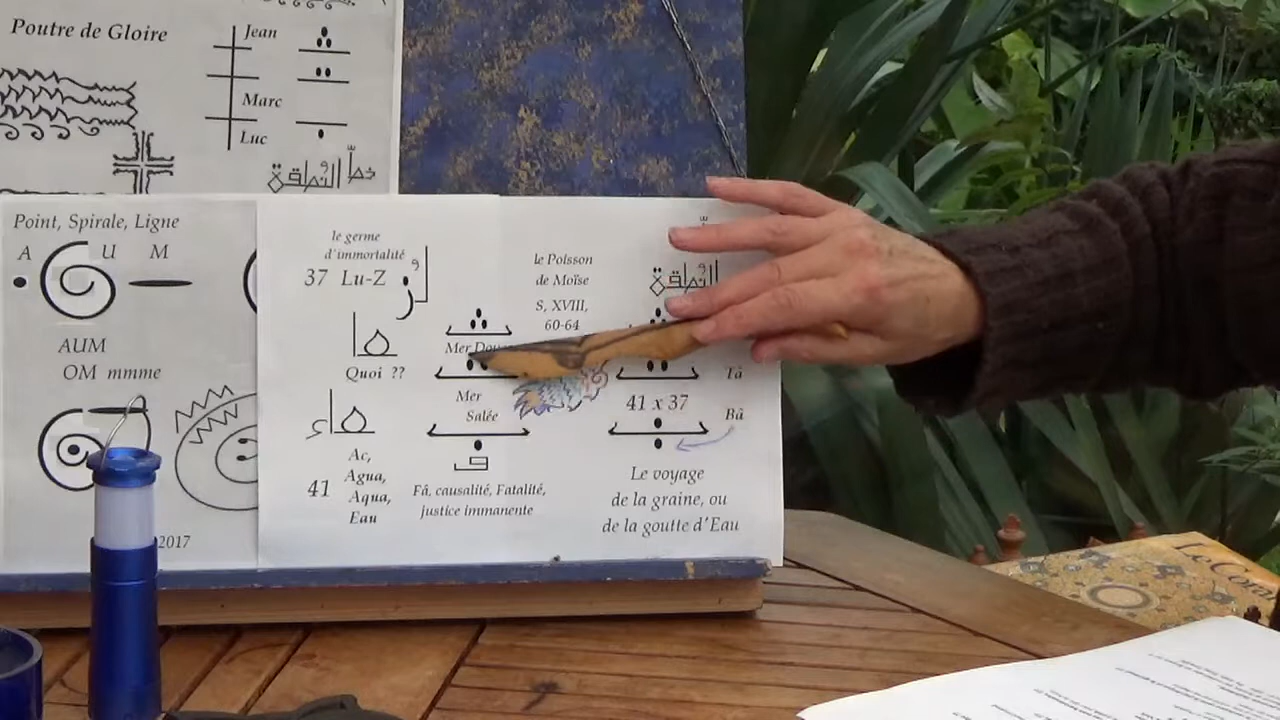 Poutre de Gloire
Jean
Marc
Luc
Point, Spirale, Ligne
A U M
AUM
OM mmme
2017
le germe
d'immortalité
37 Lu-Z
Quoi ??
Ac,
Agua,
41 Aqua,
Eau
Mer
Mer
Salée
Fâ, causalité, Fatalité,
justice immanente
le Poisson
de Moïse
S, XVIII,
60-64
Tâ
41 x 37
Bâ
Le voyage
de la graine, ou
de la goutte d'Eau
Le Coran